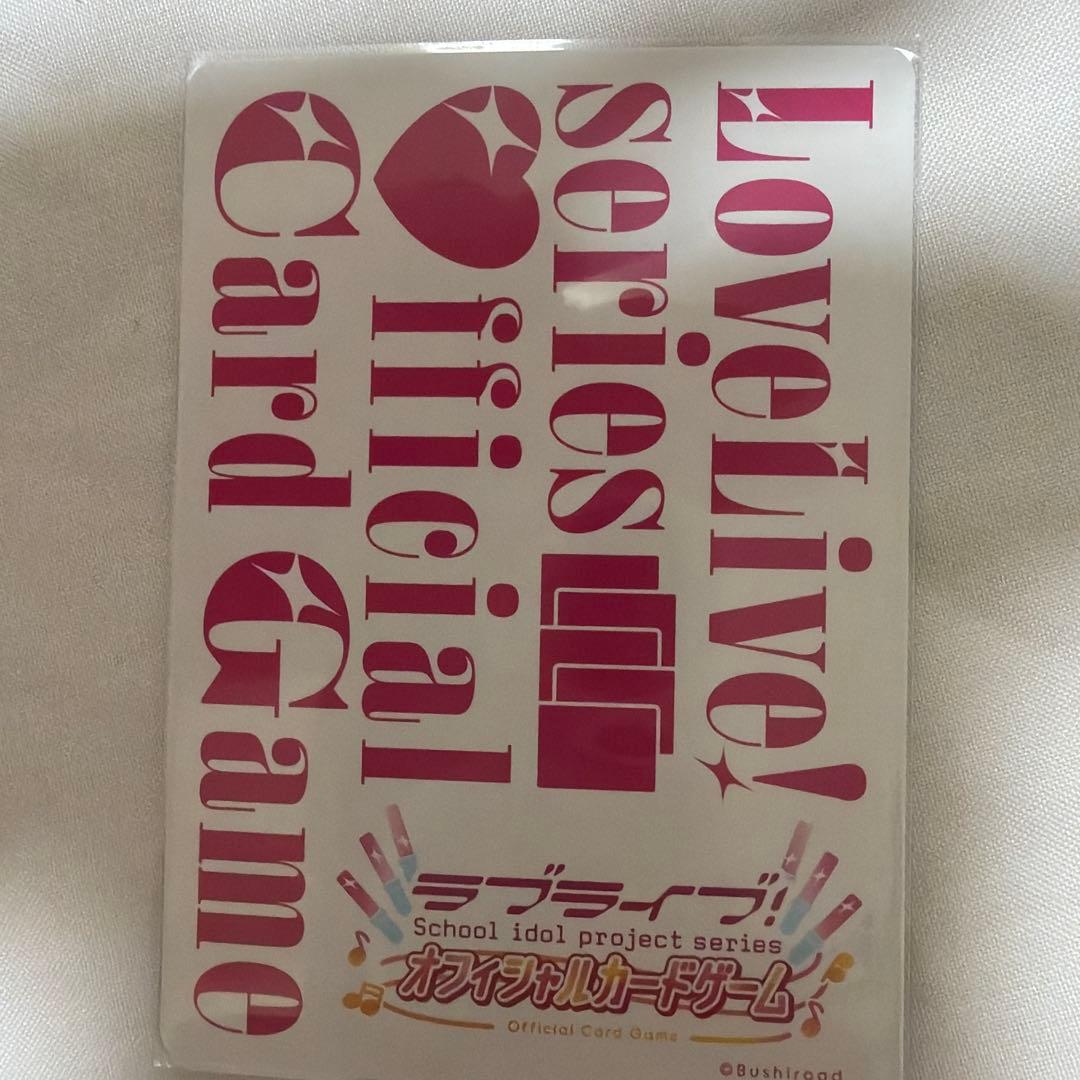 LoveLive!
series
♥fficial
Card Game
ラブライブ!
School idol project series
オフィシャルカードゲーム
Official Card Game
©Bushiroad